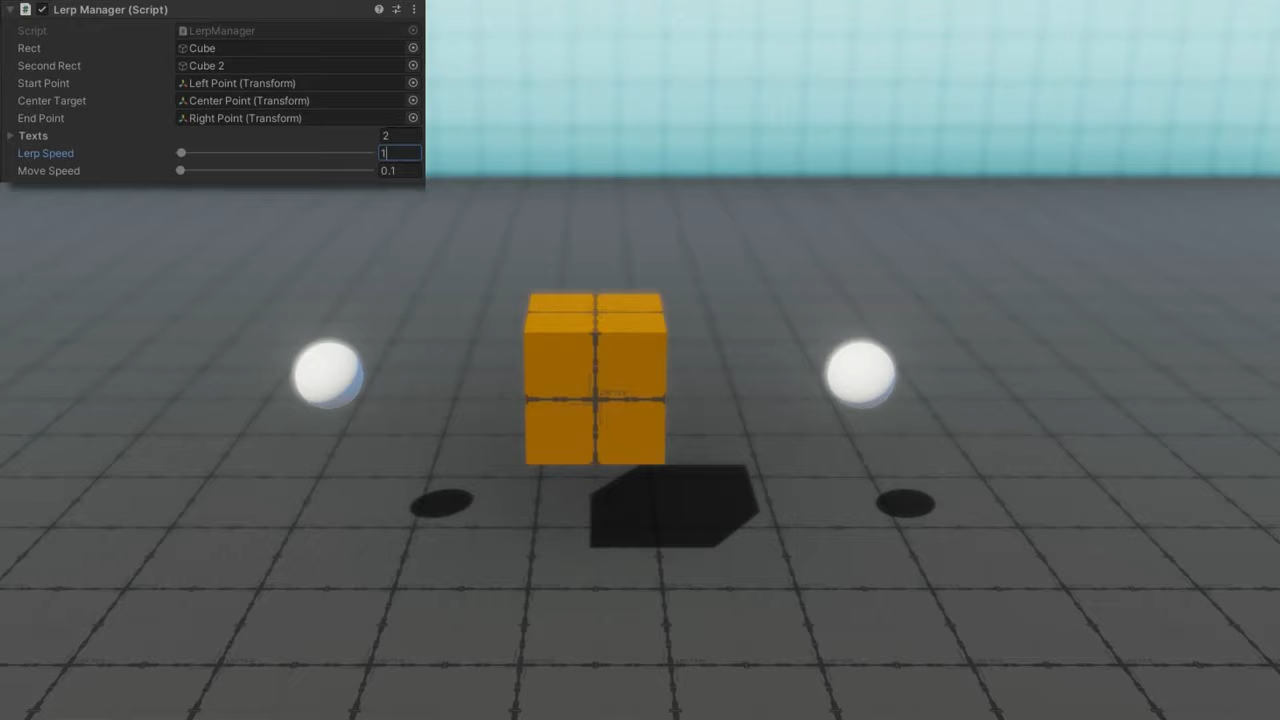 Lerp Manager (Script)
Script LerpManager
Rect Cube
Second Rect Cube 2
Start Point Left Point (Transform)
Center Target Center Point (Transform)
End Point Right Point (Transform)
Texts 2
Lerp Speed 1
Move Speed 0.1